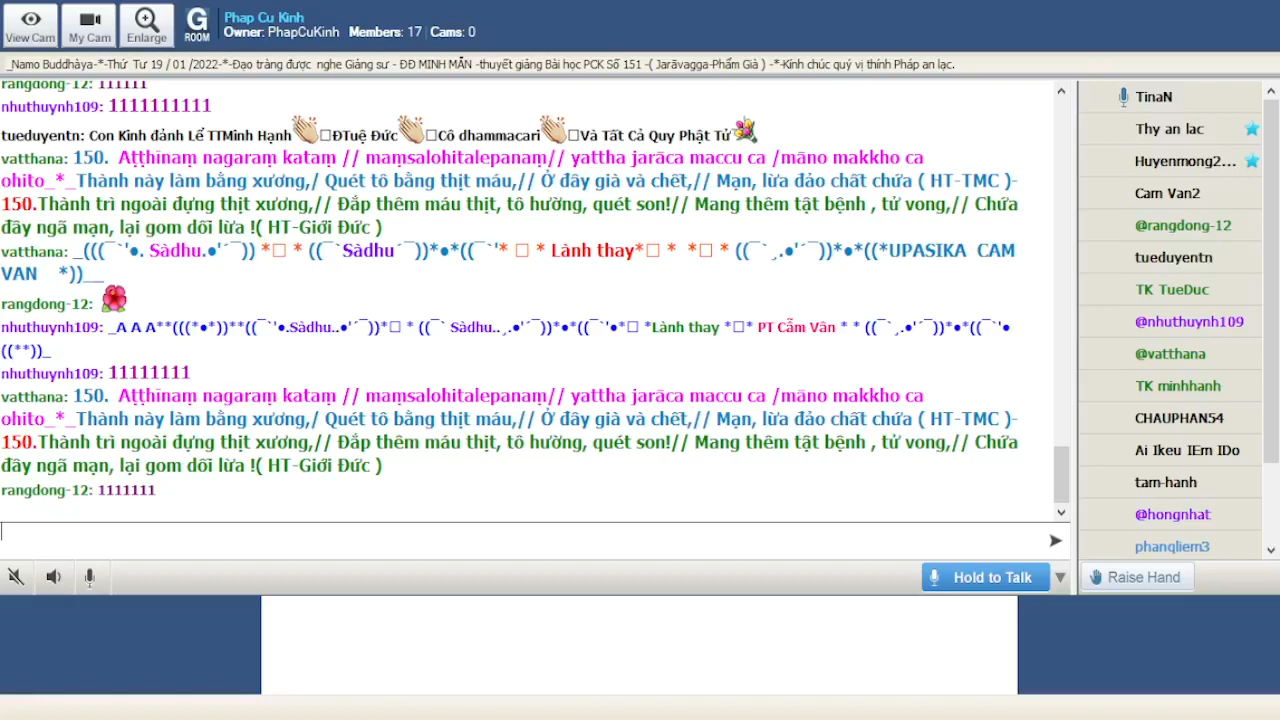 View Cam
My Cam
Enlarge
G
ROOM
Phap Cu Kinh
Owner: PhapCuKinh Members: 17 Cams: 0
_Namo Buddhàya-*-Thứ Tư 19 / 01 /2022-*-Đạo tràng được nghe Giảng sư - ĐĐ MINH MẪN -thuyết giảng Bài học PCK Số 151 -( Jarāvagga-Phẩm Già ) -*-Kính chúc quý vị thính Pháp an lạc.
rangdong-12: 111111
nhuthuynh109: 1111111111
tueduyentn: Con Kinh đảnh Lể TTMinh Hạnh ĐTuệ Đức Cô dhammacari Và Tất Cả Quy Phật Tử
vatthana: 150. Aṭṭhīnaṃ nagaraṃ kataṃ // maṃsalohitalepanaṃ// yattha jarāca maccu ca /māno makkho ca
ohito_*_Thành này làm bằng xương,/ Quét tô bằng thịt máu,// Ở đây già và chết,// Mạn, lừa đảo chất chứa ( HT-TMC )-
150.Thành trì ngoài đựng thịt xương,// Đắp thêm máu thịt, tô hường, quét son!// Mang thêm tật bệnh , tử vong,// Chứa
đầy ngã mạn, lại gom dối lừa !( HT-Giới Đức )
vatthana: _(((¯`'•. Sàdhu.•'´¯)) *□ * ((¯`Sàdhu´¯))*•*((¯`'* □ * Lành thay*□ * *□ * ((¯`¸.•'´¯))*•*((*UPASIKA CAM
VAN *))__
rangdong-12:
nhuthuynh109: _A A A**(((*•*))**((¯`'•.Sàdhu..•'´¯))*□ * ((¯` Sàdhu..¸.•'´¯))*•*((¯`'•*□ *Lành thay *□* PT Cẩm Vân * * ((¯`¸.•'´¯))*•*((¯`'•
((**))_
nhuthuynh109: 11111111
vatthana: 150. Aṭṭhīnaṃ nagaraṃ kataṃ // maṃsalohitalepanaṃ// yattha jarāca maccu ca /māno makkho ca
ohito_*_Thành này làm bằng xương,/ Quét tô bằng thịt máu,// Ở đây già và chết,// Mạn, lừa đảo chất chứa ( HT-TMC )-
150.Thành trì ngoài đựng thịt xương,// Đắp thêm máu thịt, tô hường, quét son!// Mang thêm tật bệnh , tử vong,// Chứa
đầy ngã mạn, lại gom dối lừa !( HT-Giới Đức )
rangdong-12: 1111111
Hold to Talk
TinaN
Thy an lac
Huyenmong2...
Cam Van2
@rangdong-12
tueduyentn
TK TueDuc
@nhuthuynh109
@vatthana
TK minhhanh
CHAUPHAN54
Ai Ikeu IEm IDo
tam-hanh
@hongnhat
phanqliem3
Raise Hand